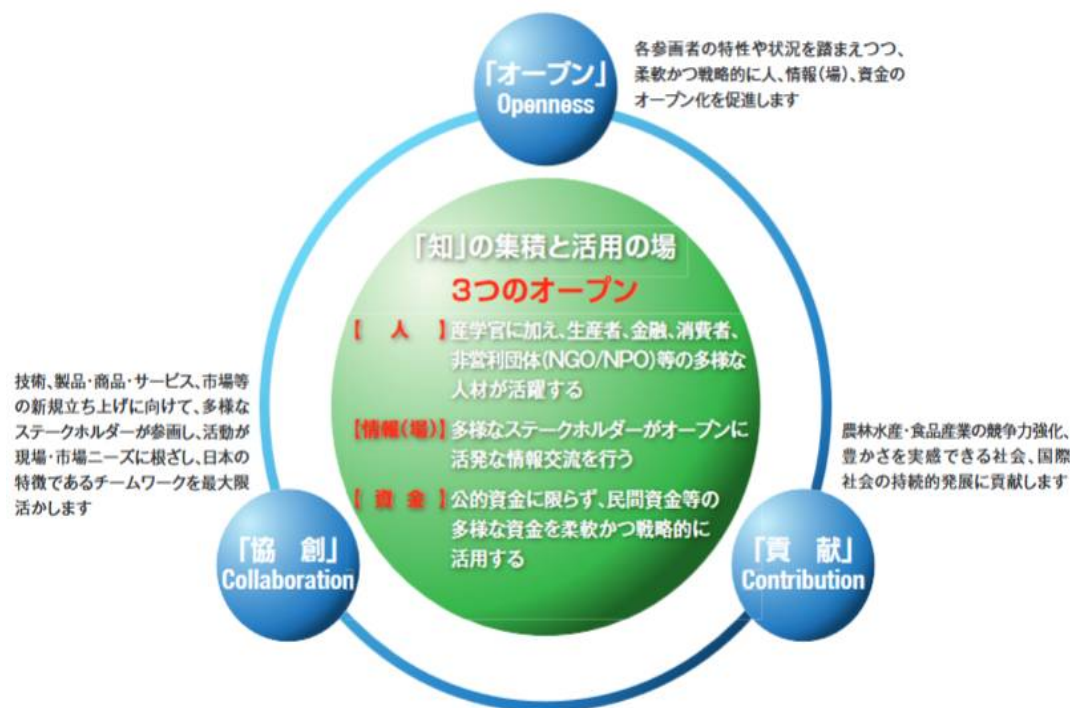 「オープン」
Openness
各参画者の特性や状況を踏まえつつ、
柔軟かつ戦略的に人、情報(場)、資金の
オープン化を促進します
「知」の集積と活用の場
3つのオープン
【人】産学官に加え、生産者、金融、消費者、
非営利団体(NGO/NPO)等の多様な
人材が活躍する
【情報(場)】多様なステークホルダーがオープンに
活発な情報交流を行う
【資金】公的資金に限らず、民間資金等の
多様な資金を柔軟かつ戦略的に
活用する
技術、製品・商品・サービス、市場等
の新規立ち上げに向けて、多様な
ステークホルダーが参画し、活動が
現場・市場ニーズに根ざし、日本の
特徴であるチームワークを最大限
活かします
「協 創」
Collaboration
農林水産・食品産業の競争力強化、
豊かさを実感できる社会、国際
社会の持続的発展に貢献します
「貢 献」
Contribution